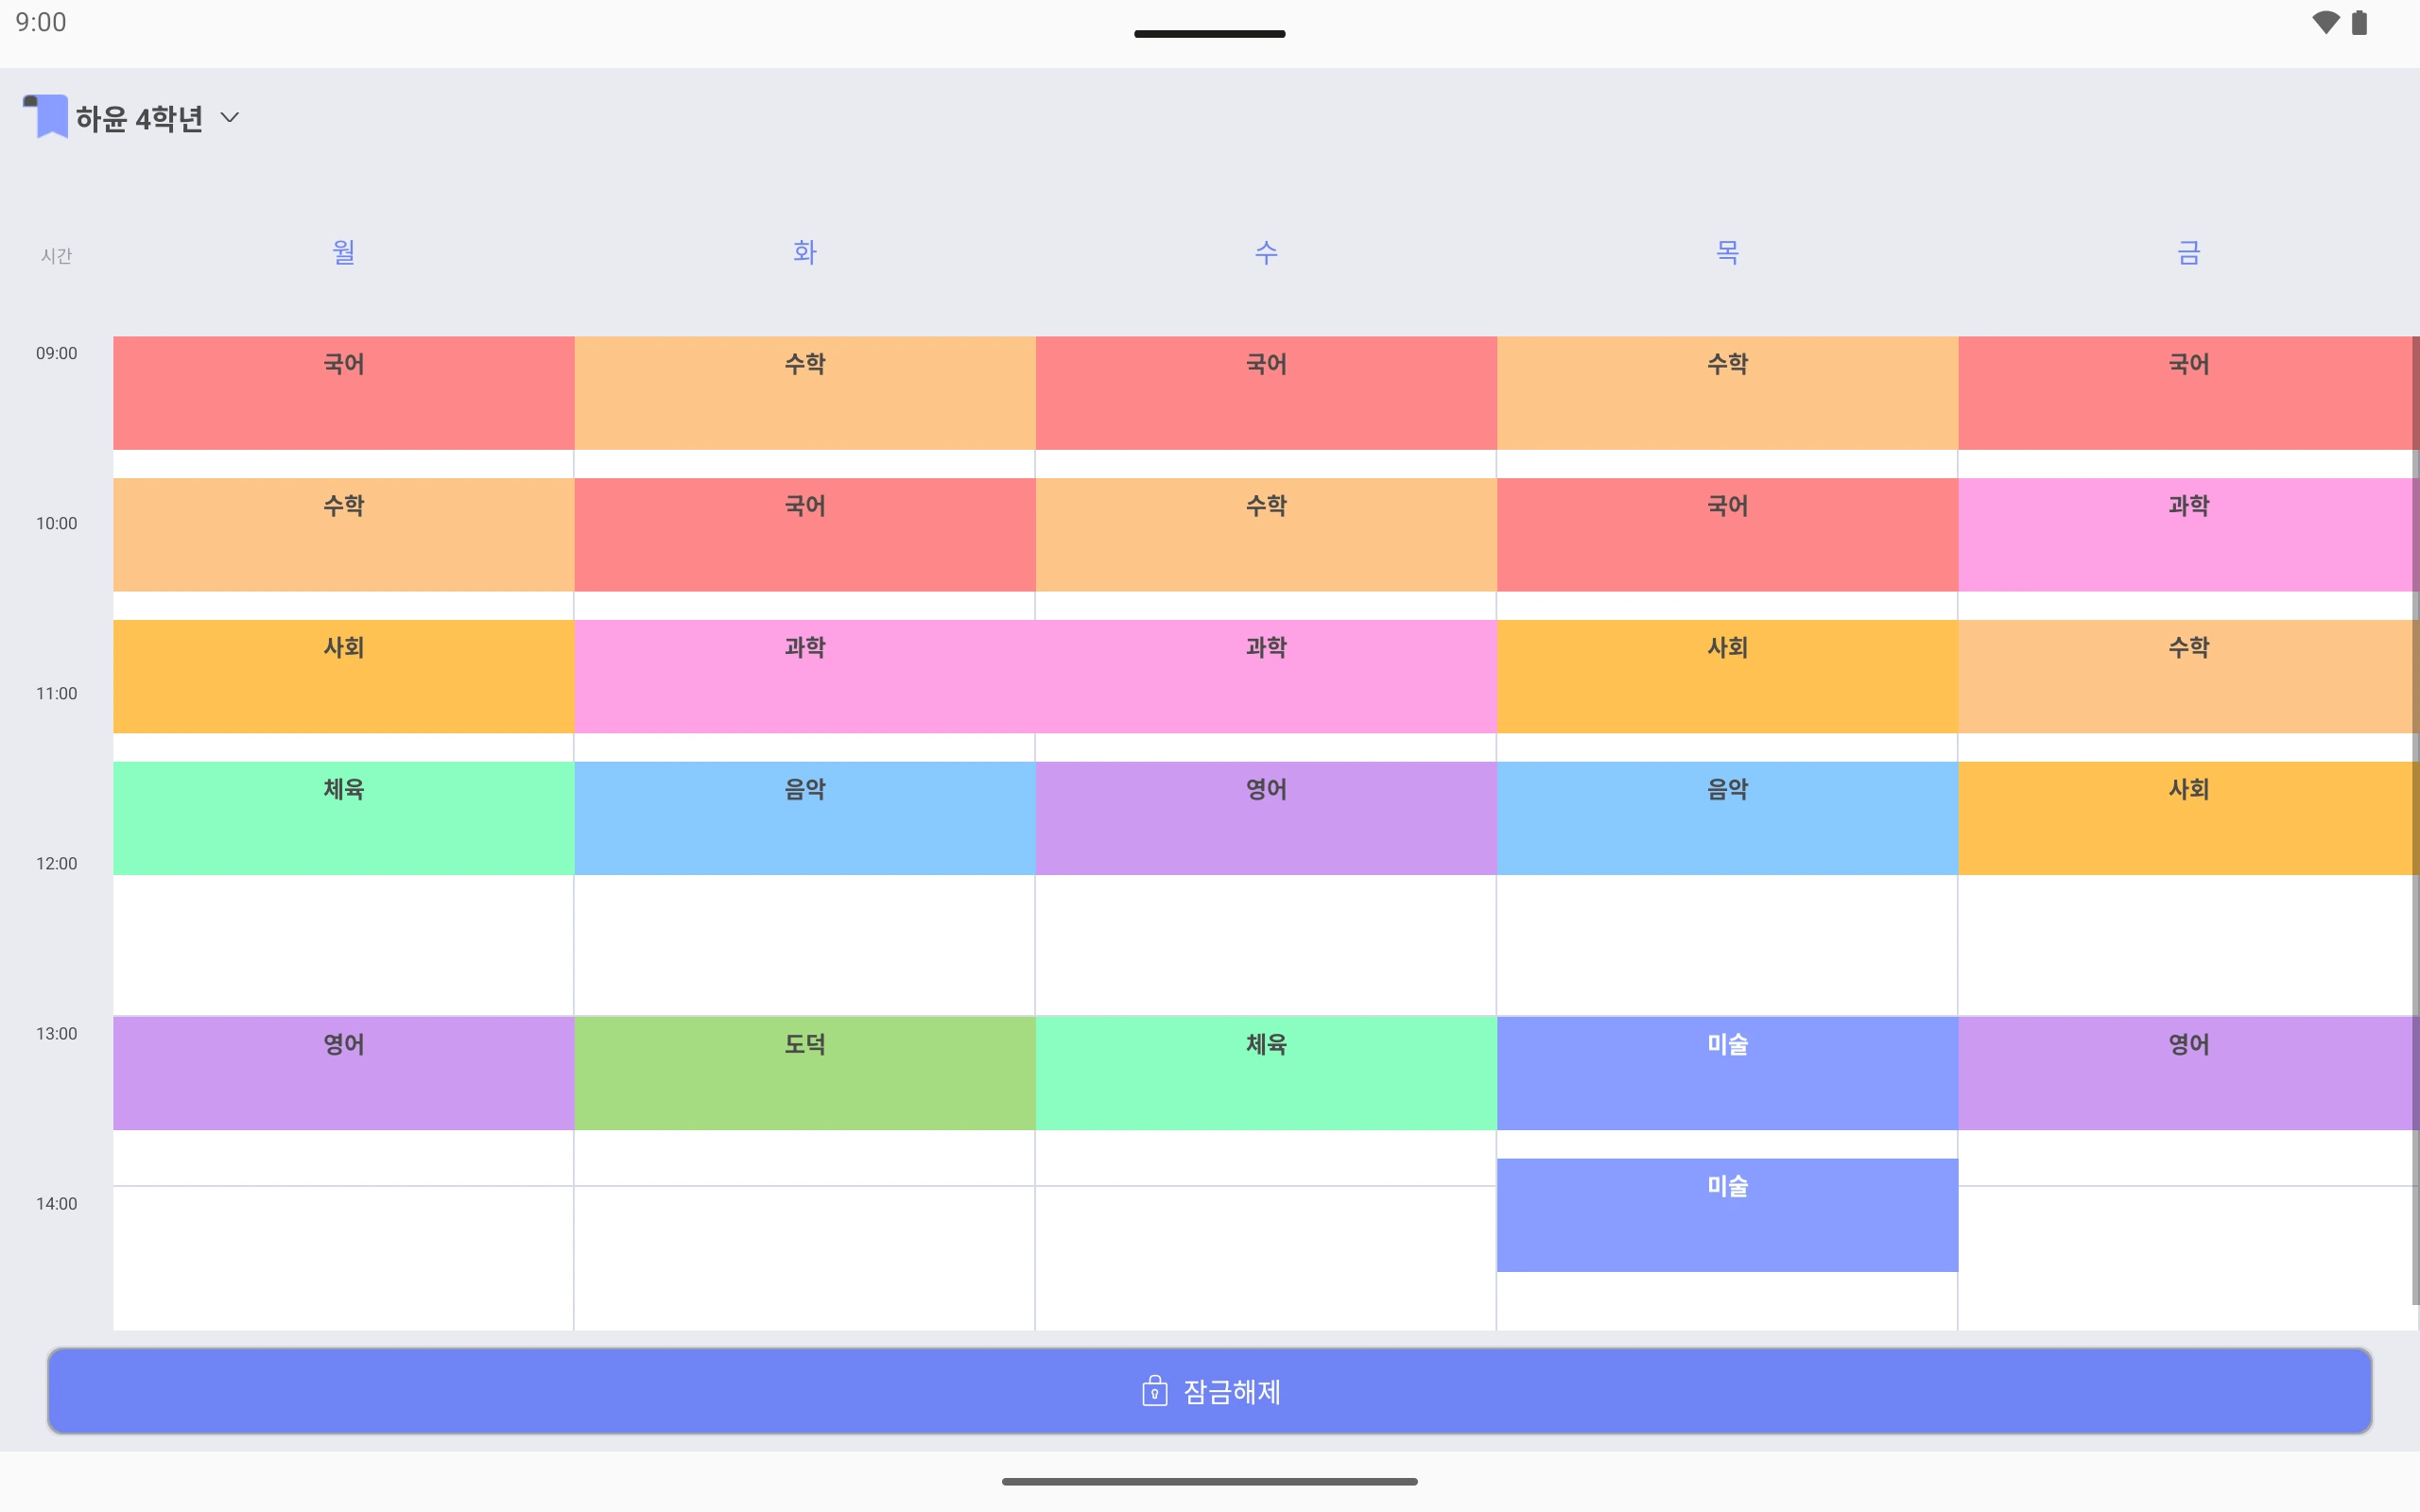 9:00
하윤 4학년
시간 월 화 수 목 금
09:00 국어 수학 국어 수학 국어
10:00 수학 국어 수학 국어 과학
11:00 사회 과학 과학 사회 수학
12:00 체육 음악 영어 음악 사회
13:00 영어 도덕 체육 미술 영어
14:00 미술
잠금해제